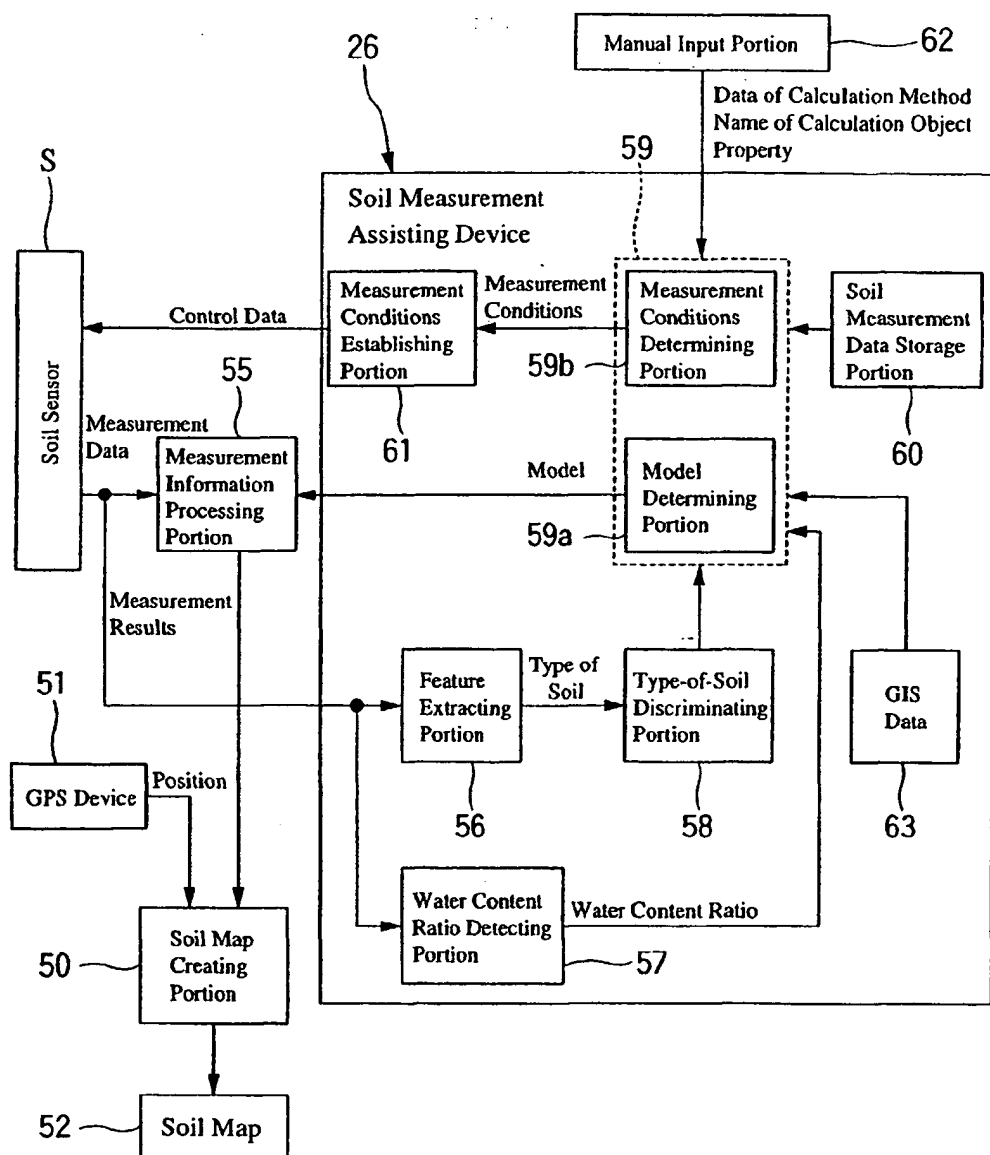 Manual Input Portion
62
26
Data of Calculation Method
Name of Calculation Object
Property
S
59
Soil Measurement
Assisting Device
Soil Sensor
Control Data
Measurement
Conditions
Establishing
Portion
61
Measurement
Conditions
Measurement
Conditions
Determining
Portion
59b
Soil
Measurement
Data Storage
Portion
60
55
Measurement
Data
Measurement
Information
Processing
Portion
Model
Model
Determining
Portion
59a
Measurement
Results
51
GPS Device
Position
Feature
Extracting
Portion
56
Type of
Soil
Type-of-Soil
Discriminating
Portion
58
GIS
Data
63
Water Content
Ratio Detecting
Portion
57
Water Content Ratio
50
Soil Map
Creating
Portion
52
Soil Map